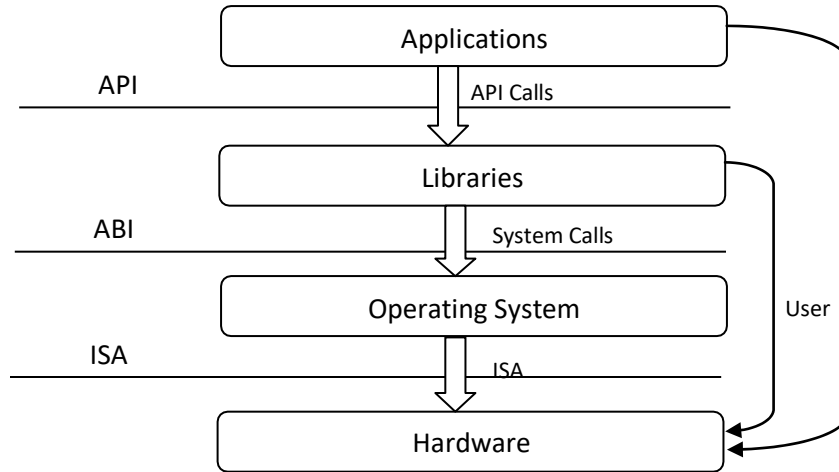 Applications
API
API Calls
Libraries
ABI
System Calls
Operating System
User
ISA
ISA
Hardware